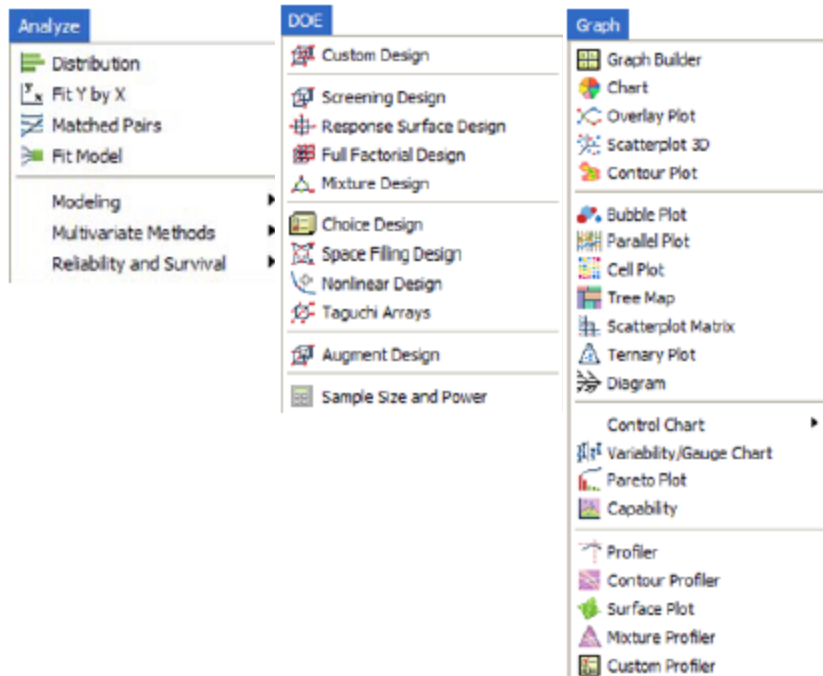 Analyze
Distribution
Fit Y by X
Matched Pairs
Fit Model
Modeling
Multivariate Methods
Reliability and Survival
DOE
Custom Design
Screening Design
Response Surface Design
Full Factorial Design
Mixture Design
Choice Design
Space Filling Design
Nonlinear Design
Taguchi Arrays
Augment Design
Sample Size and Power
Graph
Graph Builder
Chart
Overlay Plot
Scatterplot 3D
Contour Plot
Bubble Plot
Parallel Plot
Cell Plot
Tree Map
Scatterplot Matrix
Ternary Plot
Diagram
Control Chart
Variability/Gauge Chart
Pareto Plot
Capability
Profiler
Contour Profiler
Surface Plot
Mixture Profiler
Custom Profiler